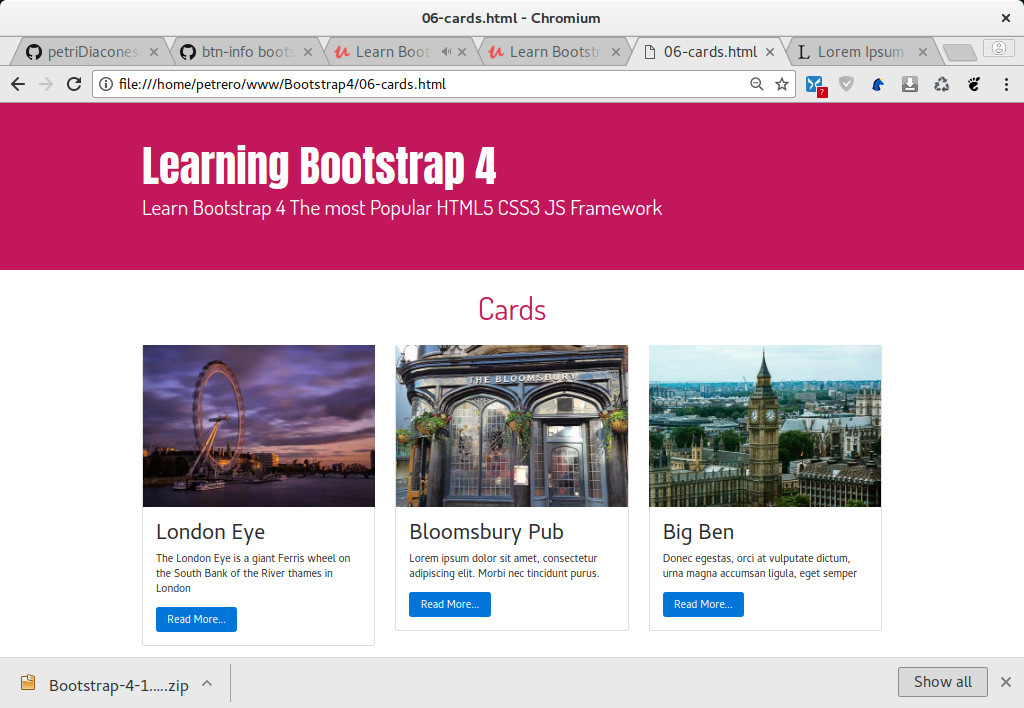 06-cards.html - Chromium
petriDiacones
btn-info boots
Learn Boot
Learn Bootstr
06-cards.html
Lorem Ipsum
file:///home/petrero/www/Bootstrap4/06-cards.html
?
Learning Bootstrap 4
Learn Bootstrap 4 The most Popular HTML5 CSS3 JS Framework
Cards
THE BLOOMSBURY
London Eye
The London Eye is a giant Ferris wheel on
the South Bank of the River thames in
London
Read More...
Bloomsbury Pub
Lorem ipsum dolor sit amet, consectetur
adipiscing elit. Morbi nec tincidunt purus.
Read More...
Big Ben
Donec egestas, orci at vulputate dictum,
urna magna accumsan ligula, eget semper
Read More...
Bootstrap-4-1.....zip
Show all